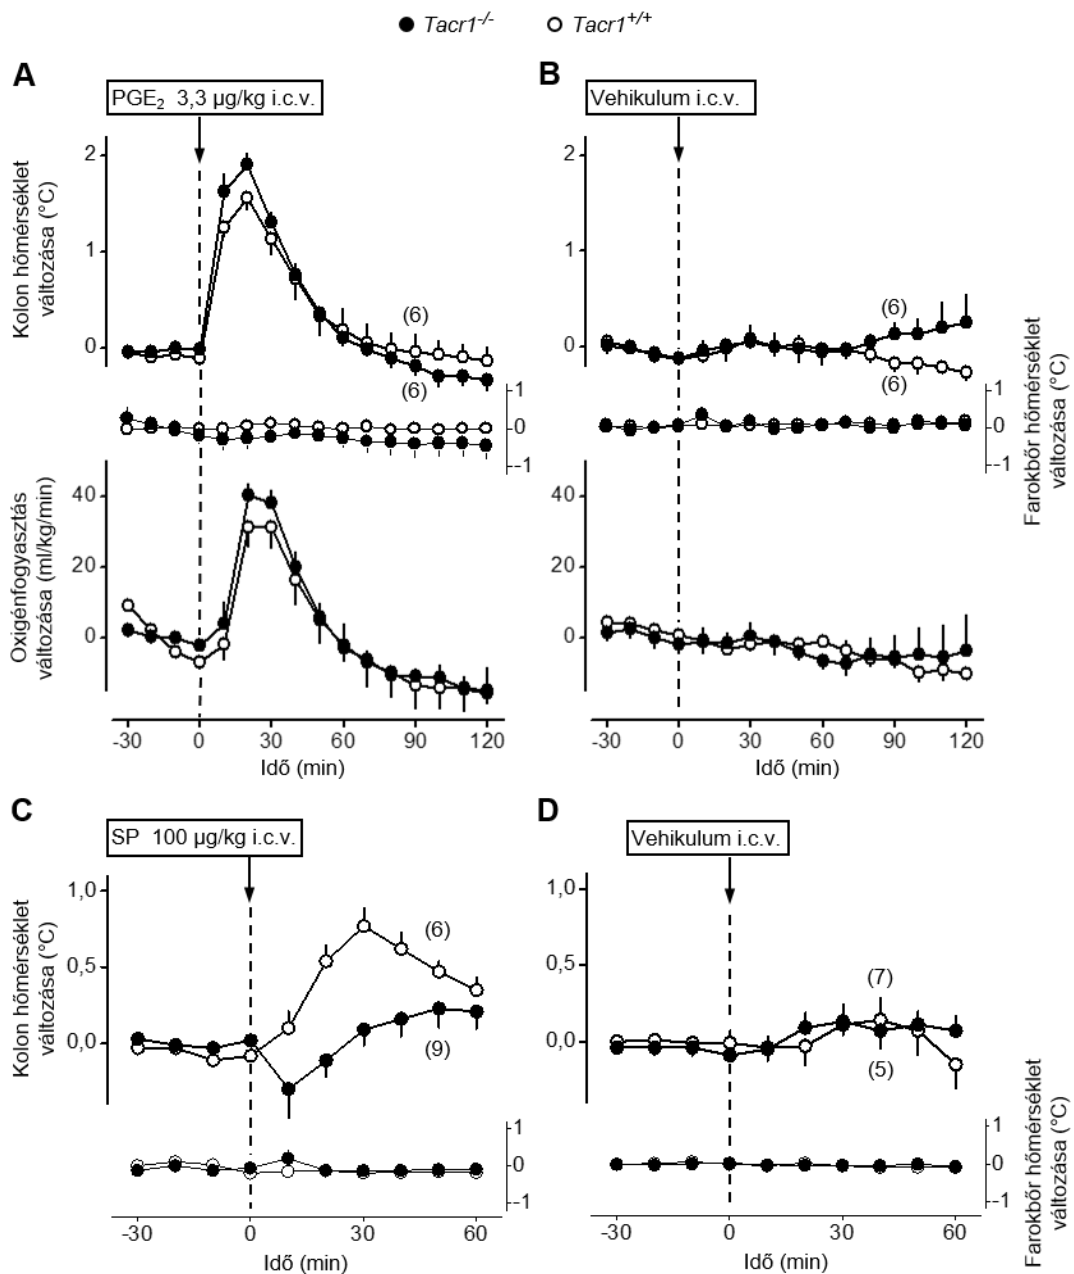 Tacr1-/- Tacr1+/+
A
PGE2 3,3 µg/kg i.c.v.
Kolon hőmérséklet
változása (°C)
2
1
0
(6)
(6)
1
0
-1
Oxigénfogyasztás
változása (ml/kg/min)
40
20
0
-30 0 30 60 90 120
Idő (min)
B
Vehikulum i.c.v.
2
1
0
(6)
(6)
1
0
-1
Farokbőr hőmérséklet
változása (°C)
40
20
0
-30 0 30 60 90 120
Idő (min)
C
SP 100 µg/kg i.c.v.
Kolon hőmérséklet
változása (°C)
1,0
0,5
0,0
(6)
(9)
1
0
-1
-30 0 30 60
Idő (min)
D
Vehikulum i.c.v.
1,0
0,5
0,0
(7)
(5)
1
0
-1
Farokbőr hőmérséklet
változása (°C)
-30 0 30 60
Idő (min)